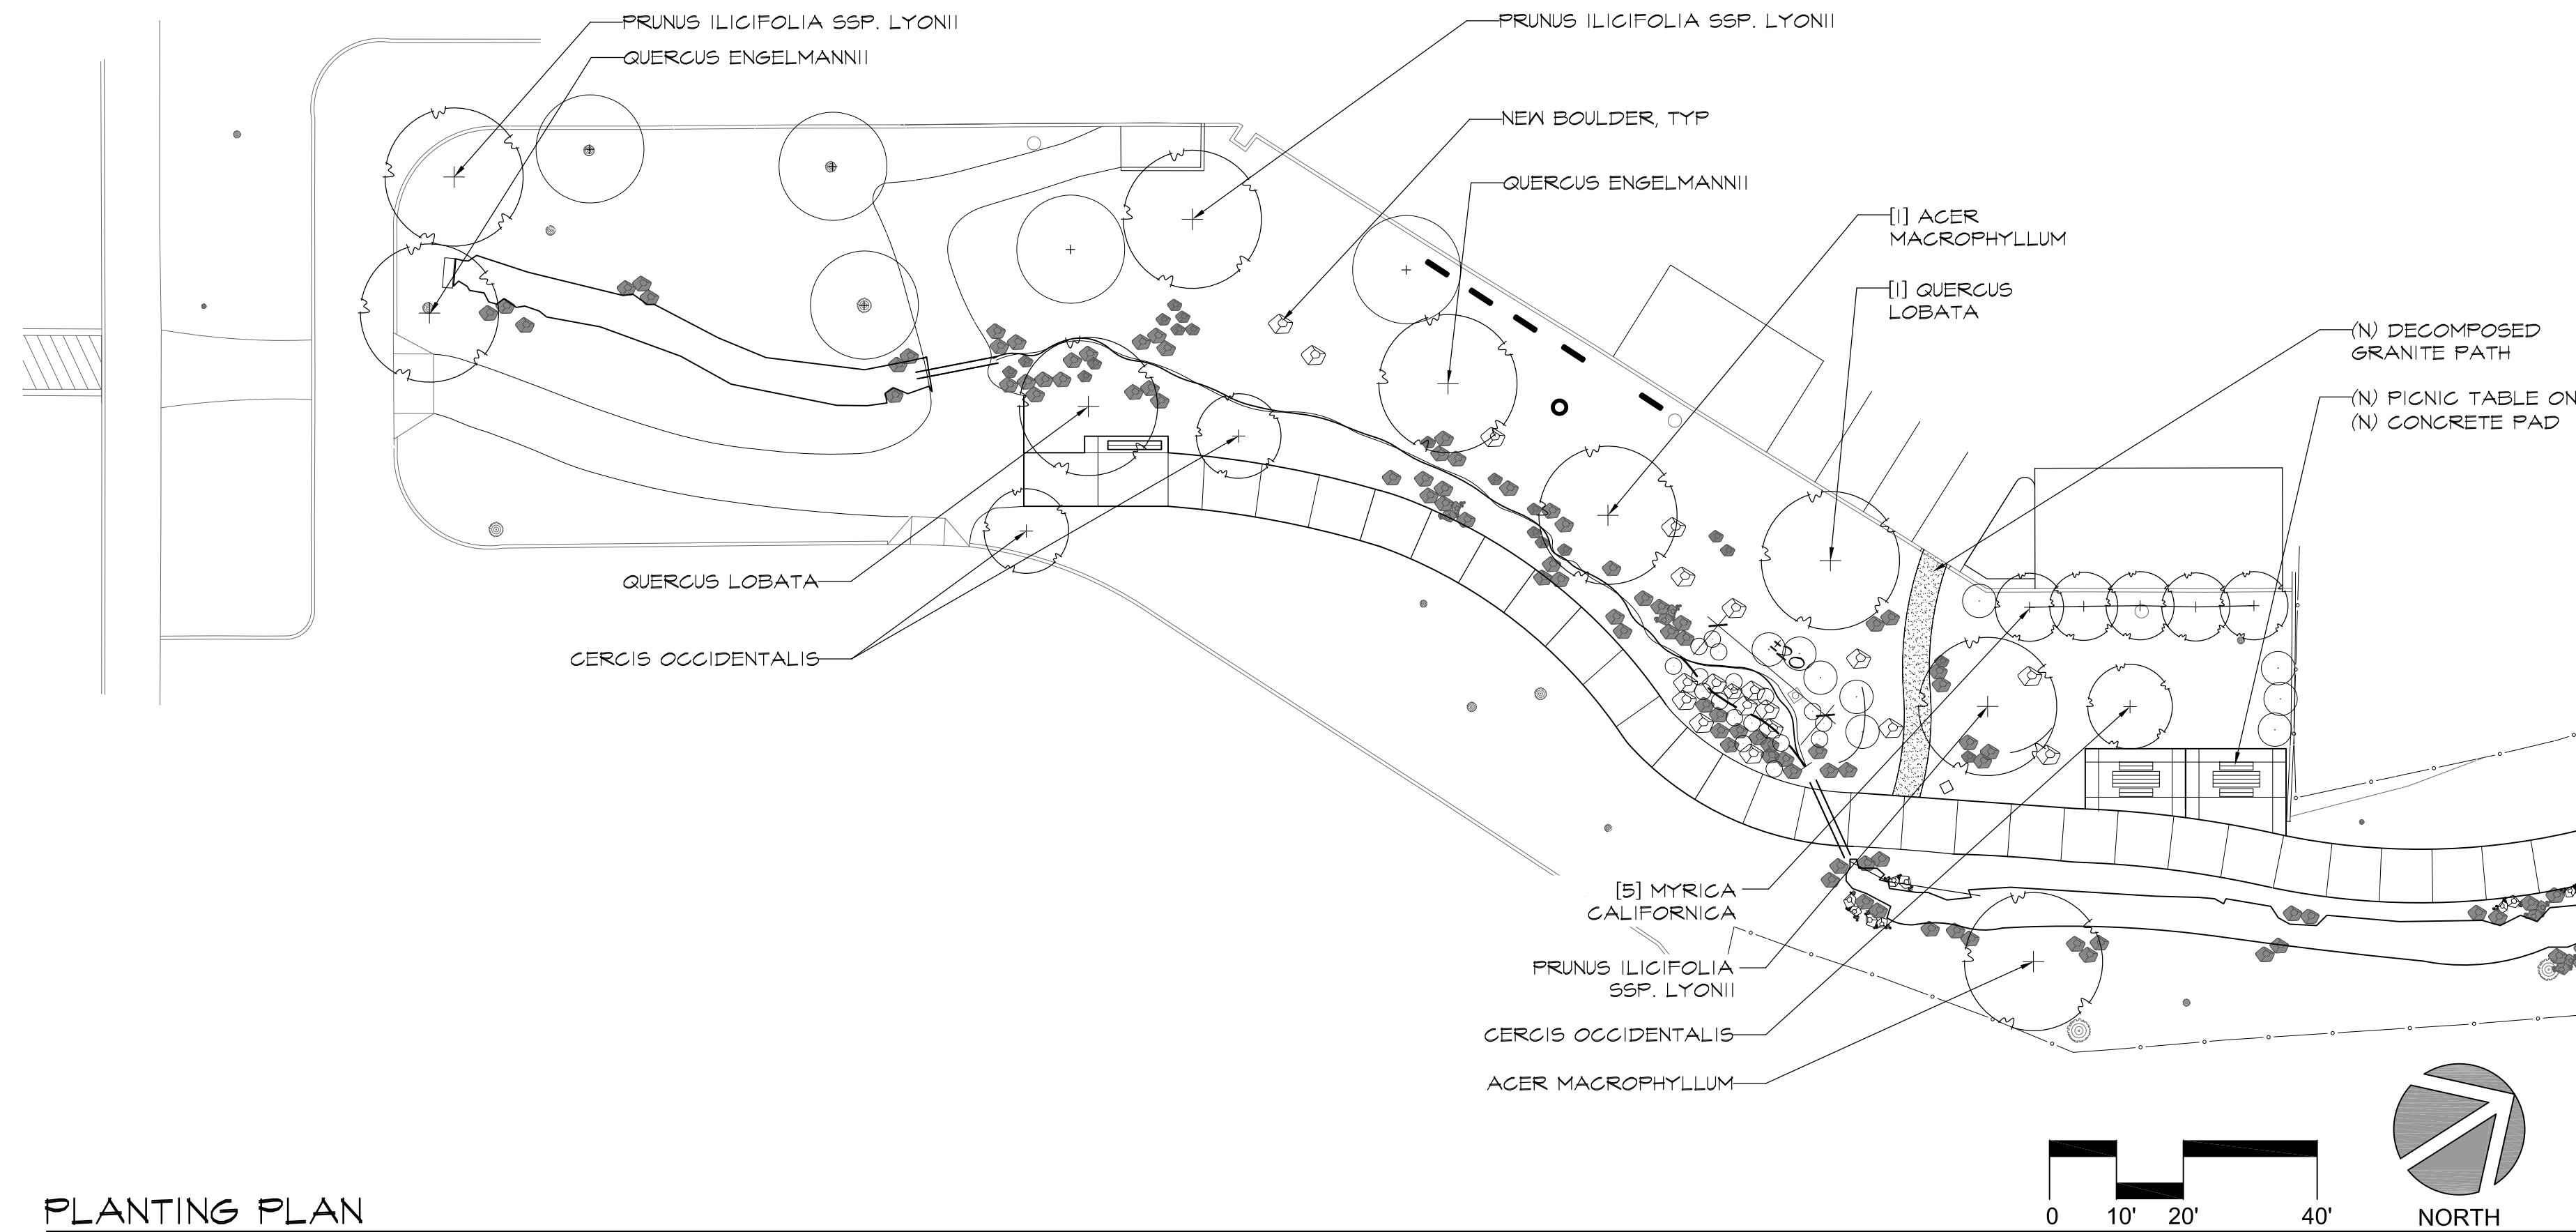 PRUNUS ILICIFOLIA SSP. LYONII
QUERCUS ENGELMANNII
PRUNUS ILICIFOLIA SSP. LYONII
NEW BOULDER, TYP
QUERCUS ENGELMANNII
[1] ACER
MACROPHYLLUM
[1] QUERCUS
LOBATA
(N) DECOMPOSED
GRANITE PATH
(N) PICNIC TABLE ON
(N) CONCRETE PAD
QUERCUS LOBATA
CERCIS OCCIDENTALIS
±20
[5] MYRICA
CALIFORNICA
PRUNUS ILICIFOLIA
SSP. LYONII
CERCIS OCCIDENTALIS
ACER MACROPHYLLUM
0 10' 20' 40'
NORTH
PLANTING PLAN